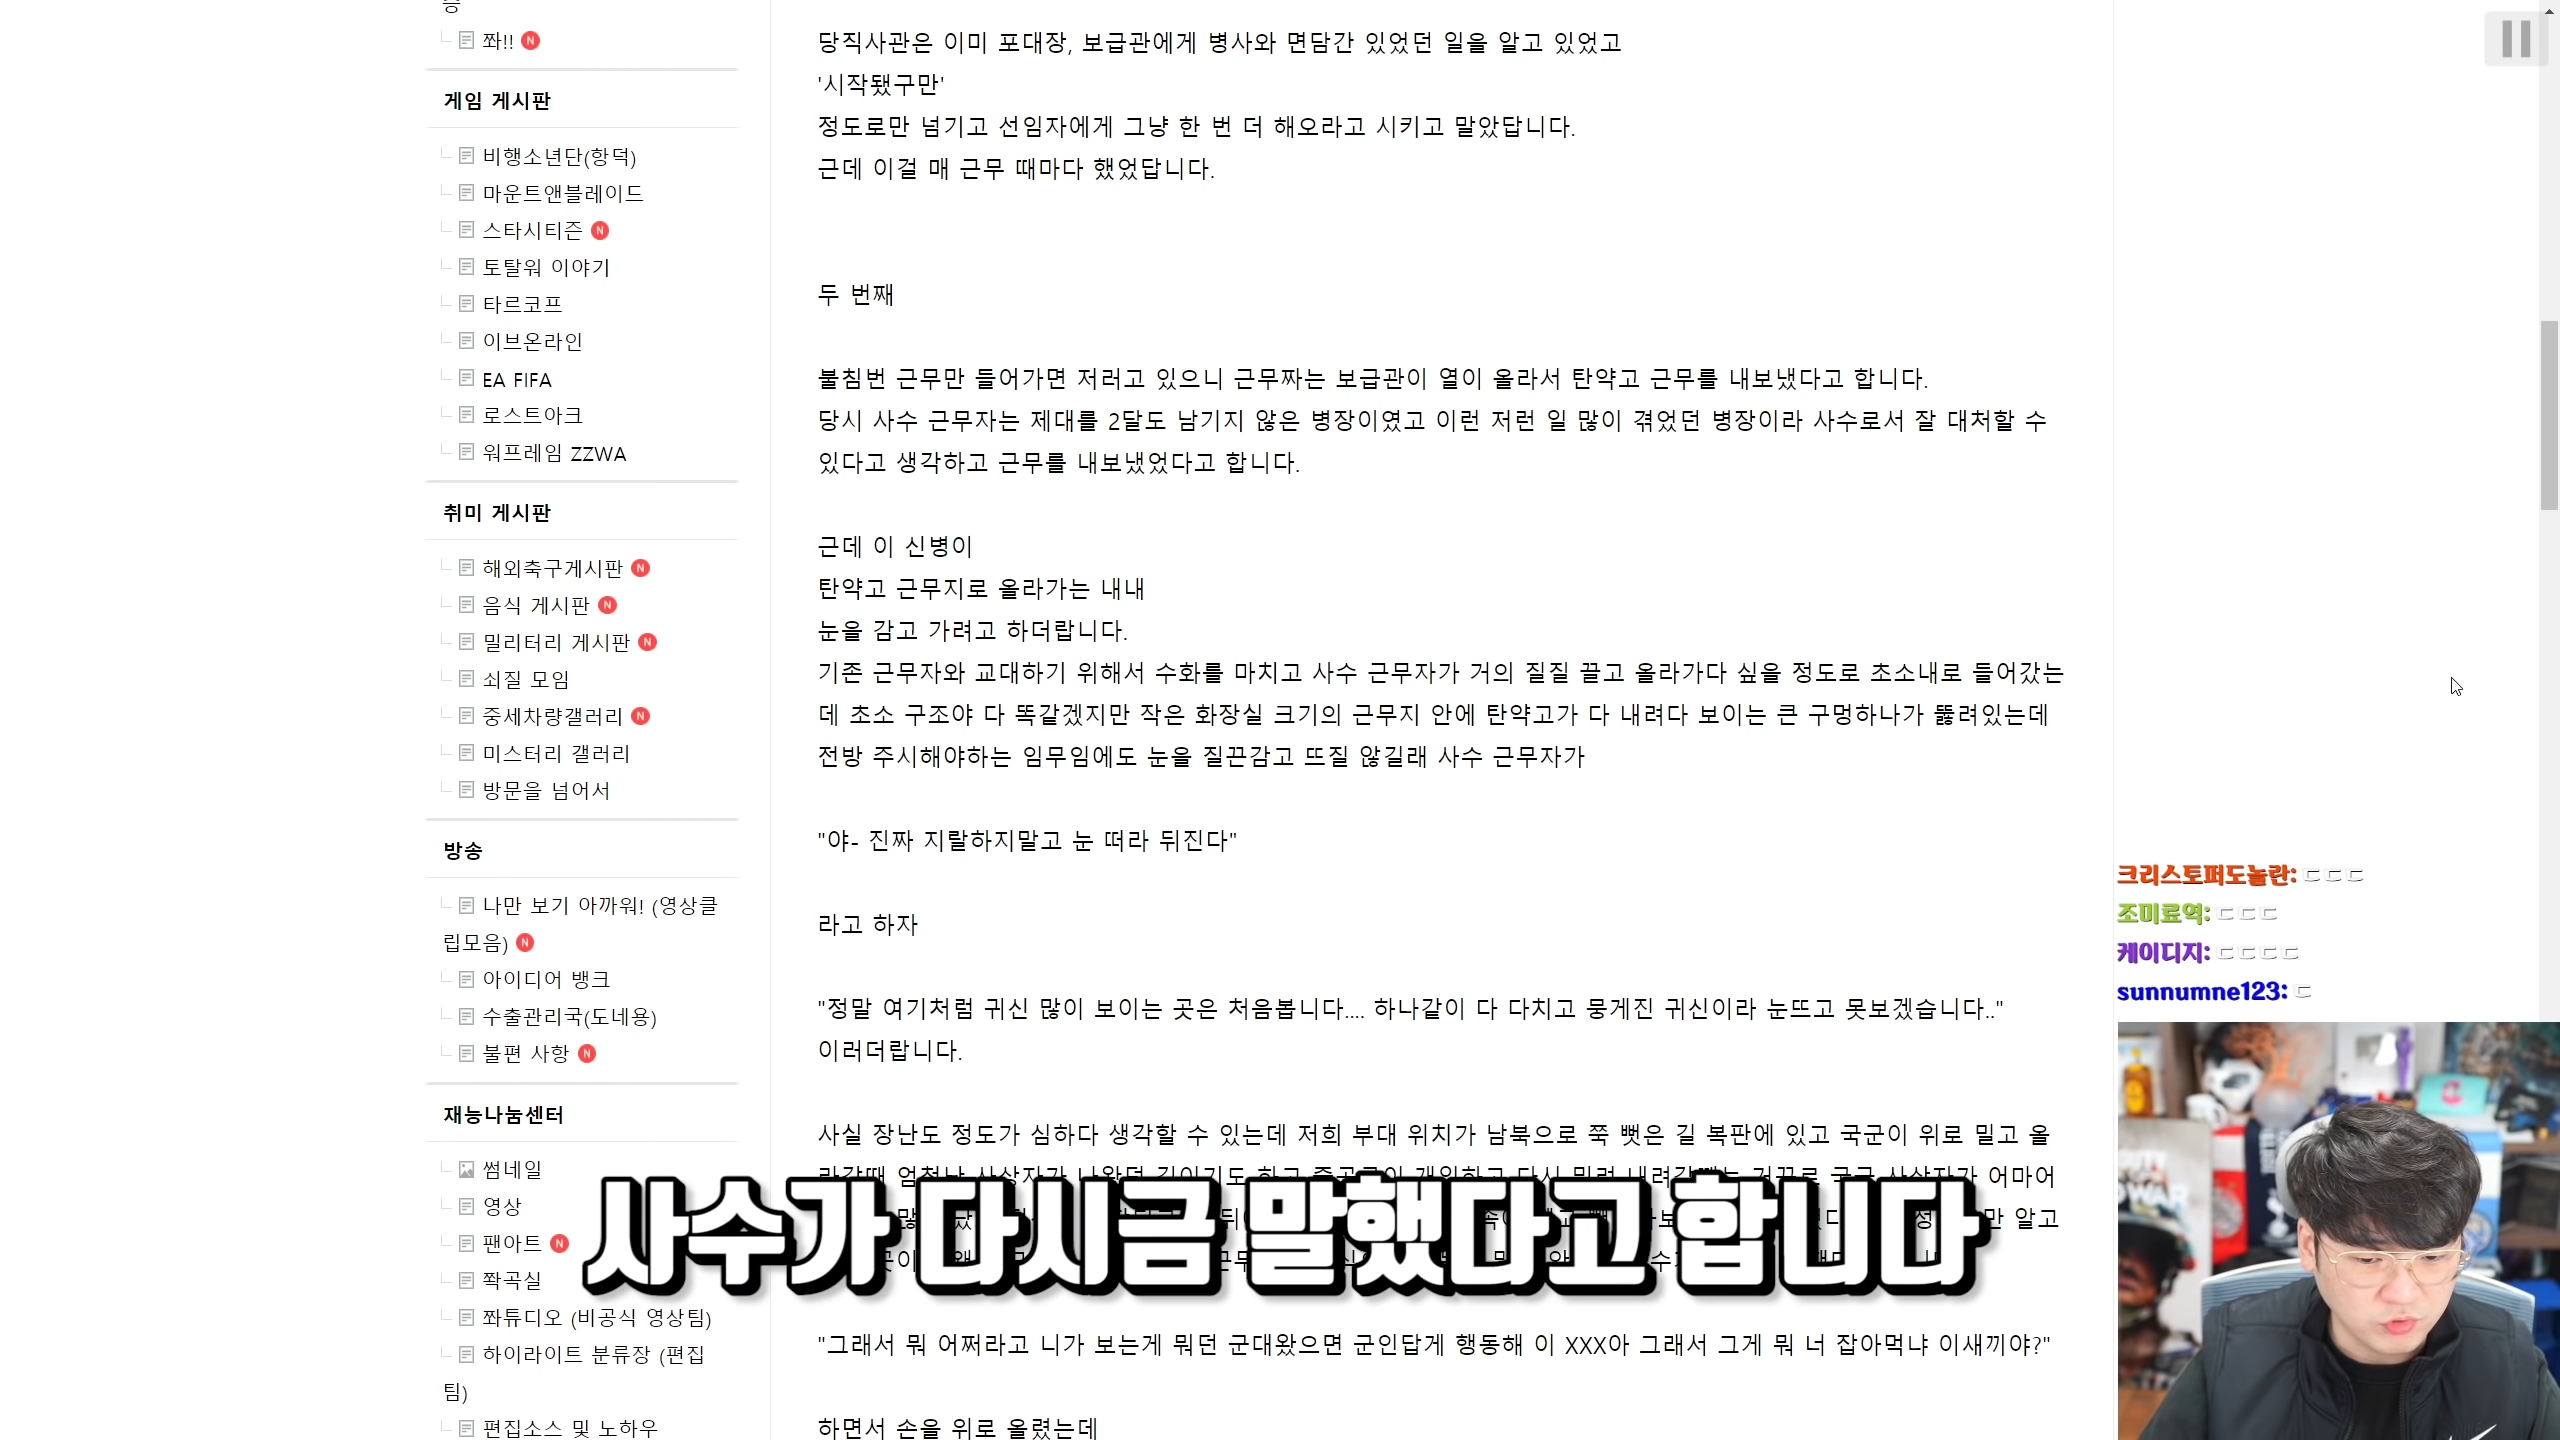 쫘!! N
게임 게시판
비행소년단(항덕)
마운트앤블레이드
스타시티즌 N
토탈워 이야기
타르코프
이브온라인
EA FIFA
로스트아크
워프레임 ZZWA
취미 게시판
해외축구게시판 N
음식 게시판 N
밀리터리 게시판 N
쇠질 모임
중세차량갤러리 N
미스터리 갤러리
방문을 넘어서
방송
나만 보기 아까워! (영상클
립모음) N
아이디어 뱅크
수출관리국(도네용)
불편 사항 N
재능나눔센터
썸네일
영상
팬아트 N
쫙곡실
쫘튜디오 (비공식 영상팀)
하이라이트 분류장 (편집
팀)
편집소스 및 노하우
당직사관은 이미 포대장, 보급관에게 병사와 면담간 있었던 일을 알고 있었고
'시작됐구만'
정도로만 넘기고 선임자에게 그냥 한 번 더 해오라고 시키고 말았답니다.
근데 이걸 매 근무 때마다 했었답니다.
두 번째
불침번 근무만 들어가면 저러고 있으니 근무짜는 보급관이 열이 올라서 탄약고 근무를 내보냈다고 합니다.
당시 사수 근무자는 제대를 2달도 남기지 않은 병장이였고 이런 저런 일 많이 겪었던 병장이라 사수로서 잘 대처할 수
있다고 생각하고 근무를 내보냈었다고 합니다.
근데 이 신병이
탄약고 근무지로 올라가는 내내
눈을 감고 가려고 하더랍니다.
기존 근무자와 교대하기 위해서 수화를 마치고 사수 근무자가 거의 질질 끌고 올라가다 싶을 정도로 초소내로 들어갔는
데 초소 구조야 다 똑같겠지만 작은 화장실 크기의 근무지 안에 탄약고가 다 내려다 보이는 큰 구멍하나가 뚫려있는데
전방 주시해야하는 임무임에도 눈을 질끈감고 뜨질 않길래 사수 근무자가
"야- 진짜 지랄하지말고 눈 떠라 뒤진다"
라고 하자
"정말 여기처럼 귀신 많이 보이는 곳은 처음봅니다.... 하나같이 다 다치고 뭉게진 귀신이라 눈뜨고 못보겠습니다.."
이러더랍니다.
사실 장난도 정도가 심하다 생각할 수 있는데 저희 부대 위치가 남북으로 쭉 뻗은 길 복판에 있고 국군이 위로 밀고 올
어마어
만 알고
사수가 다시금 말했다고 합니다
"그래서 뭐 어쩌라고 니가 보는게 뭐던 군대왔으면 군인답게 행동해 이 XXX아 그래서 그게 뭐 너 잡아먹냐 이새끼야?"
하면서 손을 위로 올렸는데
크리스토퍼도놀란: ㄷㄷㄷ
조미료역: ㄷㄷㄷ
케이디지: ㄷㄷㄷㄷ
sunnumne123: ㄷ